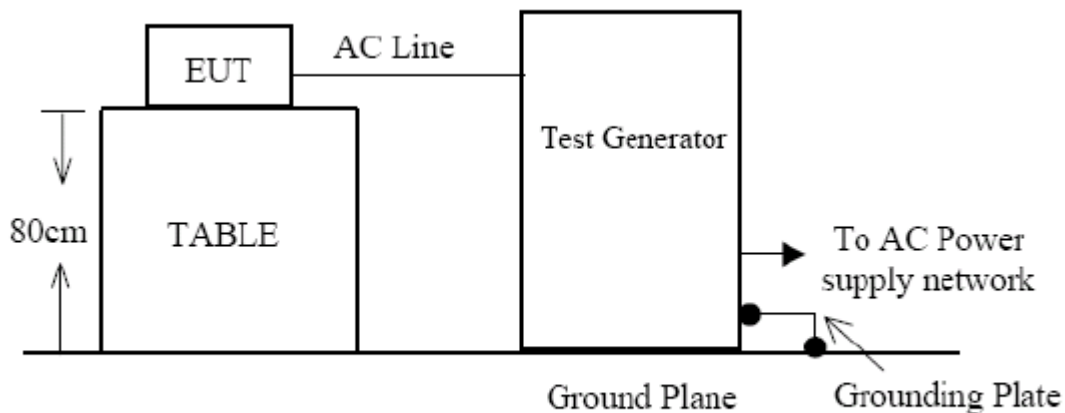 EUT
AC Line
Test Generator
80cm
TABLE
To AC Power
supply network
Ground Plane
Grounding Plate